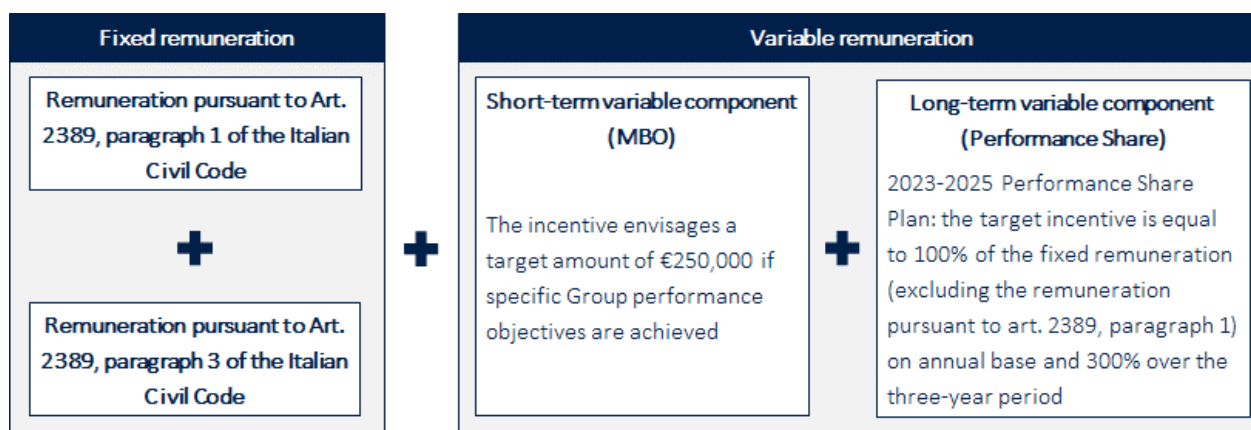 Fixed remuneration
Remuneration pursuant to Art.
2389, paragraph 1 of the Italian
Civil Code
Remuneration pursuant to Art.
2389, paragraph 3 of the Italian
Civil Code
Variable remuneration
Short-term variable component
(MBO)
The incentive envisages a
target amount of €250,000 if
specific Group performance
objectives are achieved
Long-term variable component
(Performance Share)
2023-2025 Performance Share
Plan: the target incentive is equal
to 100% of the fixed remuneration
(excluding the remuneration
pursuant to art. 2389, paragraph 1)
on annual base and 300% over the
three-year period